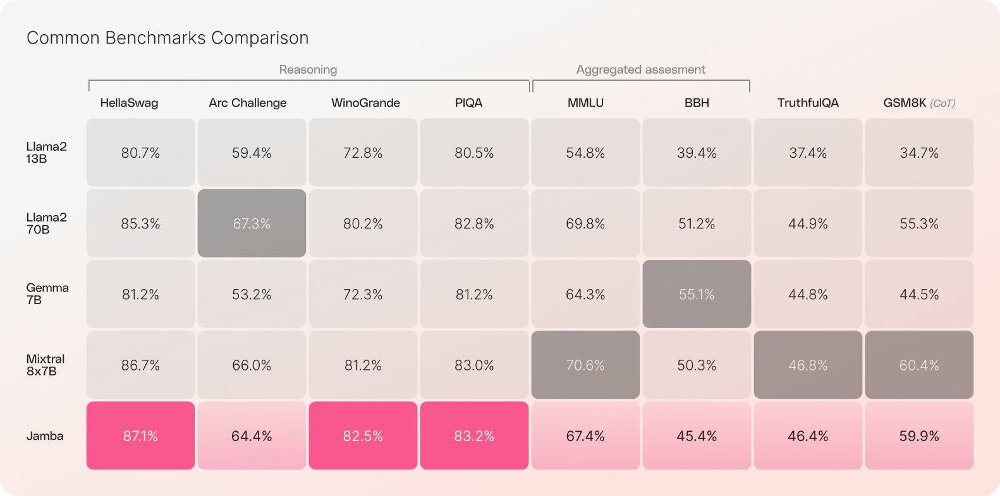 Common Benchmarks Comparison
Reasoning Aggregated assesment
HellaSwag Arc Challenge WinoGrande PIQA MMLU BBH TruthfulQA GSM8K (CoT)
Llama2
13B
80.7% 59.4% 72.8% 80.5% 54.8% 39.4% 37.4% 34.7%
Llama2
70B
85.3% 67.3% 80.2% 82.8% 69.8% 51.2% 44.9% 55.3%
Gemma
7B
81.2% 53.2% 72.3% 81.2% 64.3% 55.1% 44.8% 44.5%
Mixtral
8x7B
86.7% 66.0% 81.2% 83.0% 70.6% 50.3% 46.8% 60.4%
Jamba 87.1% 64.4% 82.5% 83.2% 67.4% 45.4% 46.4% 59.9%